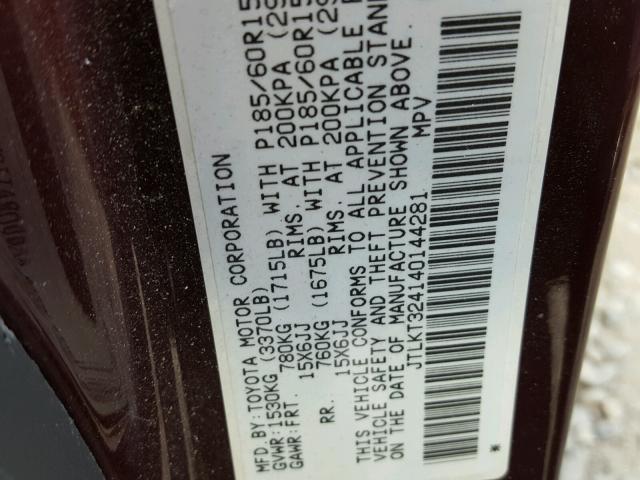 MFD.BY:TOYOTA MOTOR CORPORATION
GVWR:1530KG (3370LB)
GAWR:FRT. 780KG (1715LB) WITH P185/60R15
15X6JJ RIMS, AT 200KPA (29
RR. 760KG (1675LB) WITH P185/60R15
15X6JJ RIMS, AT 200KPA (29
THIS VEHICLE CONFORMS TO ALL APPLICABLE
VEHICLE SAFETY AND THEFT PREVENTION STAN
ON THE DATE OF MANUFACTURE SHOWN ABOVE.
JTLKT324140144281 MPV
*